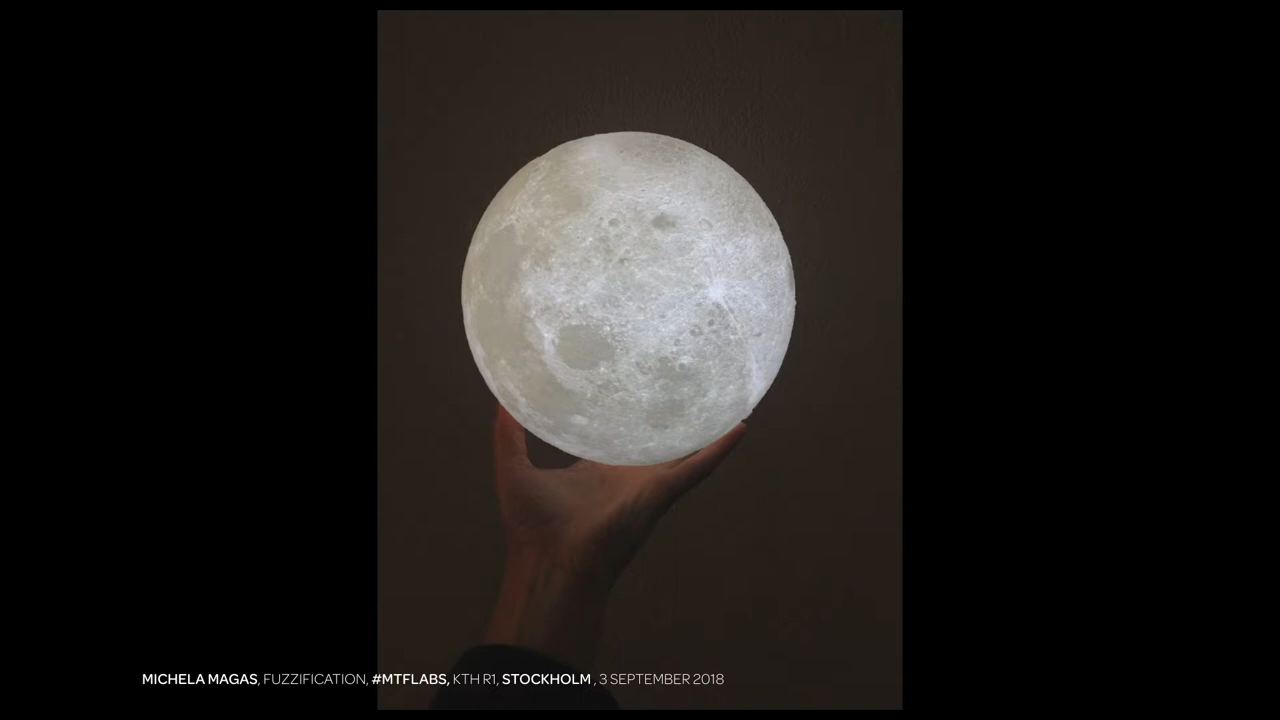 MICHELA MAGAS, FUZZIFICATION, #MTFLABS, KTH R1, STOCKHOLM , 3 SEPTEMBER 2018